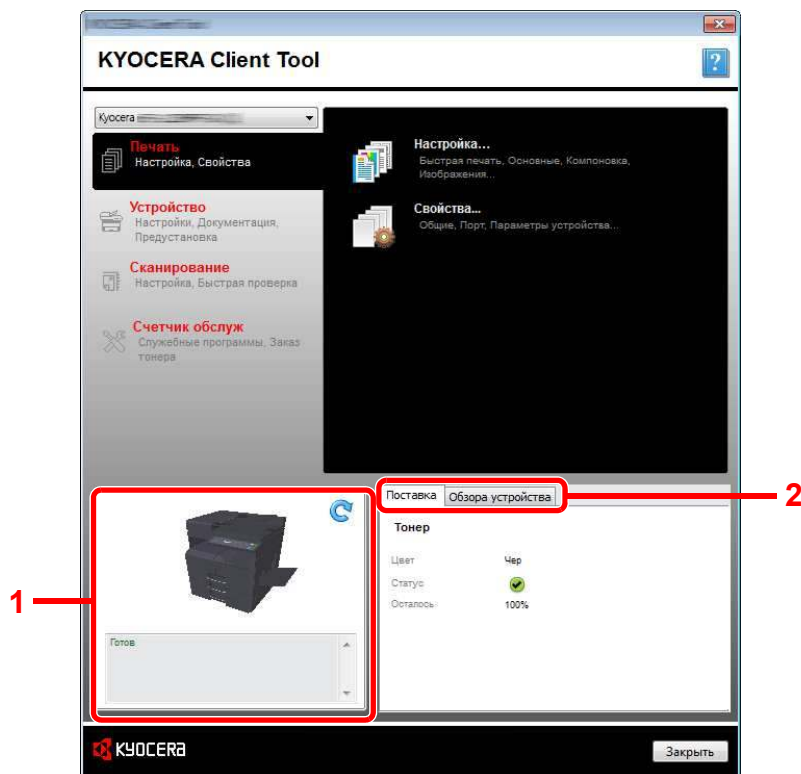 KYOCERA Client Tool
?
Kyocera
Печать
Настройка, Свойства
Устройство
Настройки, Документация,
Предустановка
Сканирование
Настройка, Быстрая проверка
Счетчик обслуж
Служебные программы, Заказ
тонера
Настройка...
Быстрая печать, Основные, Компоновка,
Изображения...
Свойства...
Общие, Порт, Параметры устройства...
1
Готов
Поставка Обзора устройства
2
Тонер
Цвет Чер
Статус
Осталось 100%
KYOCERA
Закрыть